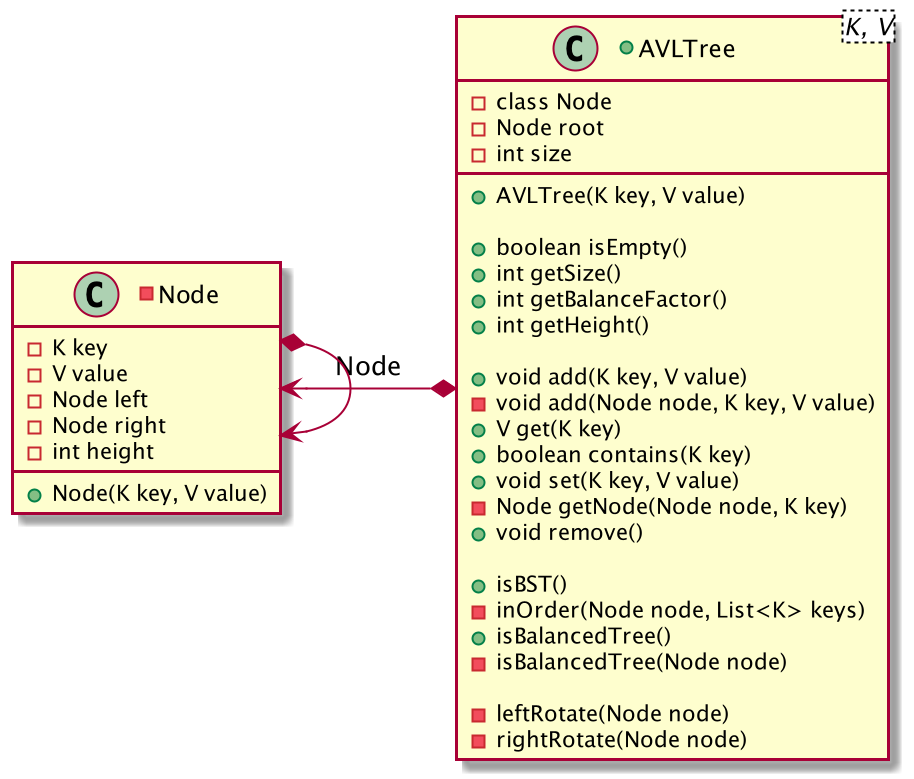 C Node
K key
V value
Node left
Node right
int height
Node(K key, V value)
Node
K, V
C AVLTree
class Node
Node root
int size
AVLTree(K key, V value)
boolean isEmpty()
int getSize()
int getBalanceFactor()
int getHeight()
void add(K key, V value)
void add(Node node, K key, V value)
V get(K key)
boolean contains(K key)
void set(K key, V value)
Node getNode(Node node, K key)
void remove()
isBST()
inOrder(Node node, List<K> keys)
isBalancedTree()
isBalancedTree(Node node)
leftRotate(Node node)
rightRotate(Node node)